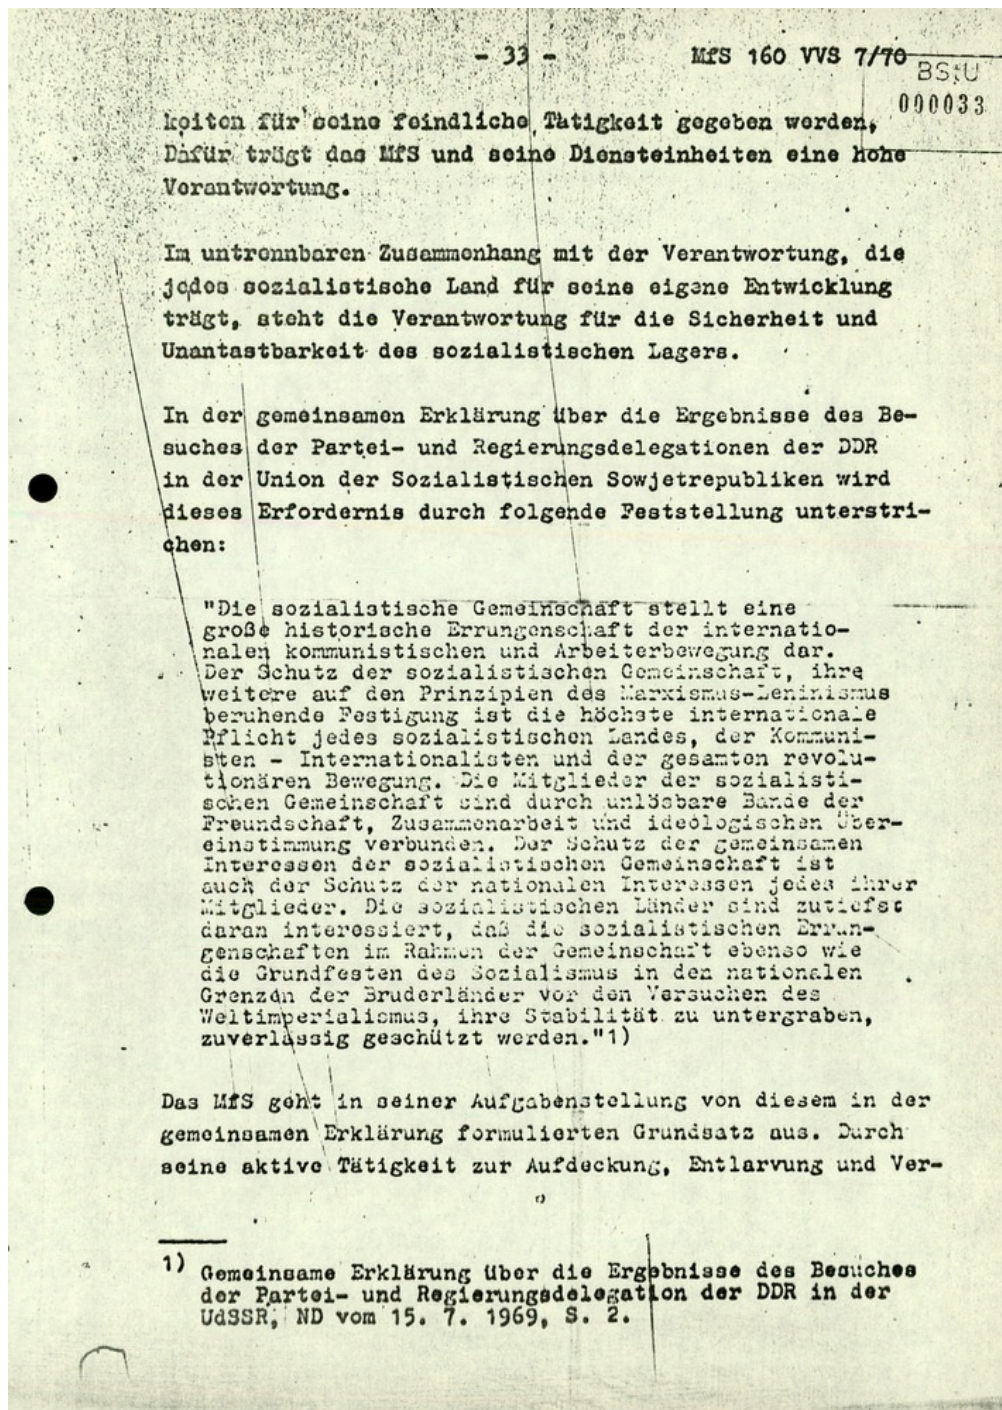 - 33 -
MfS 160 VVS 7/70
BStU
000033
keiten für seine feindliche Tätigkeit gegeben werden.
Dafür trägt das MfS und seine Diensteinheiten eine hohe
Verantwortung.
Im untrennbaren Zusammenhang mit der Verantwortung, die
jedes sozialistische Land für seine eigene Entwicklung
trägt, steht die Verantwortung für die Sicherheit und
Unantastbarkeit des sozialistischen Lagers.
In der gemeinsamen Erklärung über die Ergebnisse des Be-
suches der Partei- und Regierungsdelegationen der DDR
in der Union der Sozialistischen Sowjetrepubliken wird
dieses Erfordernis durch folgende Feststellung unterstri-
chen:
"Die sozialistische Gemeinschaft stellt eine
große historische Errungenschaft der internatio-
nalen kommunistischen und Arbeiterbewegung dar.
Der Schutz der sozialistischen Gemeinschaft, ihre
weitere auf den Prinzipien des Marxismus-Leninismus
beruhende Festigung ist die höchste internationale
Pflicht jedes sozialistischen Landes, der Kommuni-
sten - Internationalisten und der gesamten revolu-
tionären Bewegung. Die Mitglieder der sozialisti-
schen Gemeinschaft sind durch unlösbare Bande der
Freundschaft, Zusammenarbeit und ideologischen Über-
einstimmung verbunden. Der Schutz der gemeinsamen
Interessen der sozialistischen Gemeinschaft ist
auch der Schutz der nationalen Interessen jedes ihrer
Mitglieder. Die sozialistischen Länder sind zutiefst
daran interessiert, daß die sozialistischen Errun-
genschaften im Rahmen der Gemeinschaft ebenso wie
die Grundfesten des Sozialismus in den nationalen
Grenzen der Bruderländer vor den Versuchen des
Weltimperialismus, ihre Stabilität zu untergraben,
zuverlässig geschützt werden."1)
Das MfS geht in seiner Aufgabenstellung von diesem in der
gemeinsamen Erklärung formulierten Grundsatz aus. Durch
seine aktive Tätigkeit zur Aufdeckung, Entlarvung und Ver-
1) Gemeinsame Erklärung über die Ergebnisse des Besuches
der Partei- und Regierungsdelegation der DDR in der
UdSSR, ND vom 15. 7. 1969, S. 2.